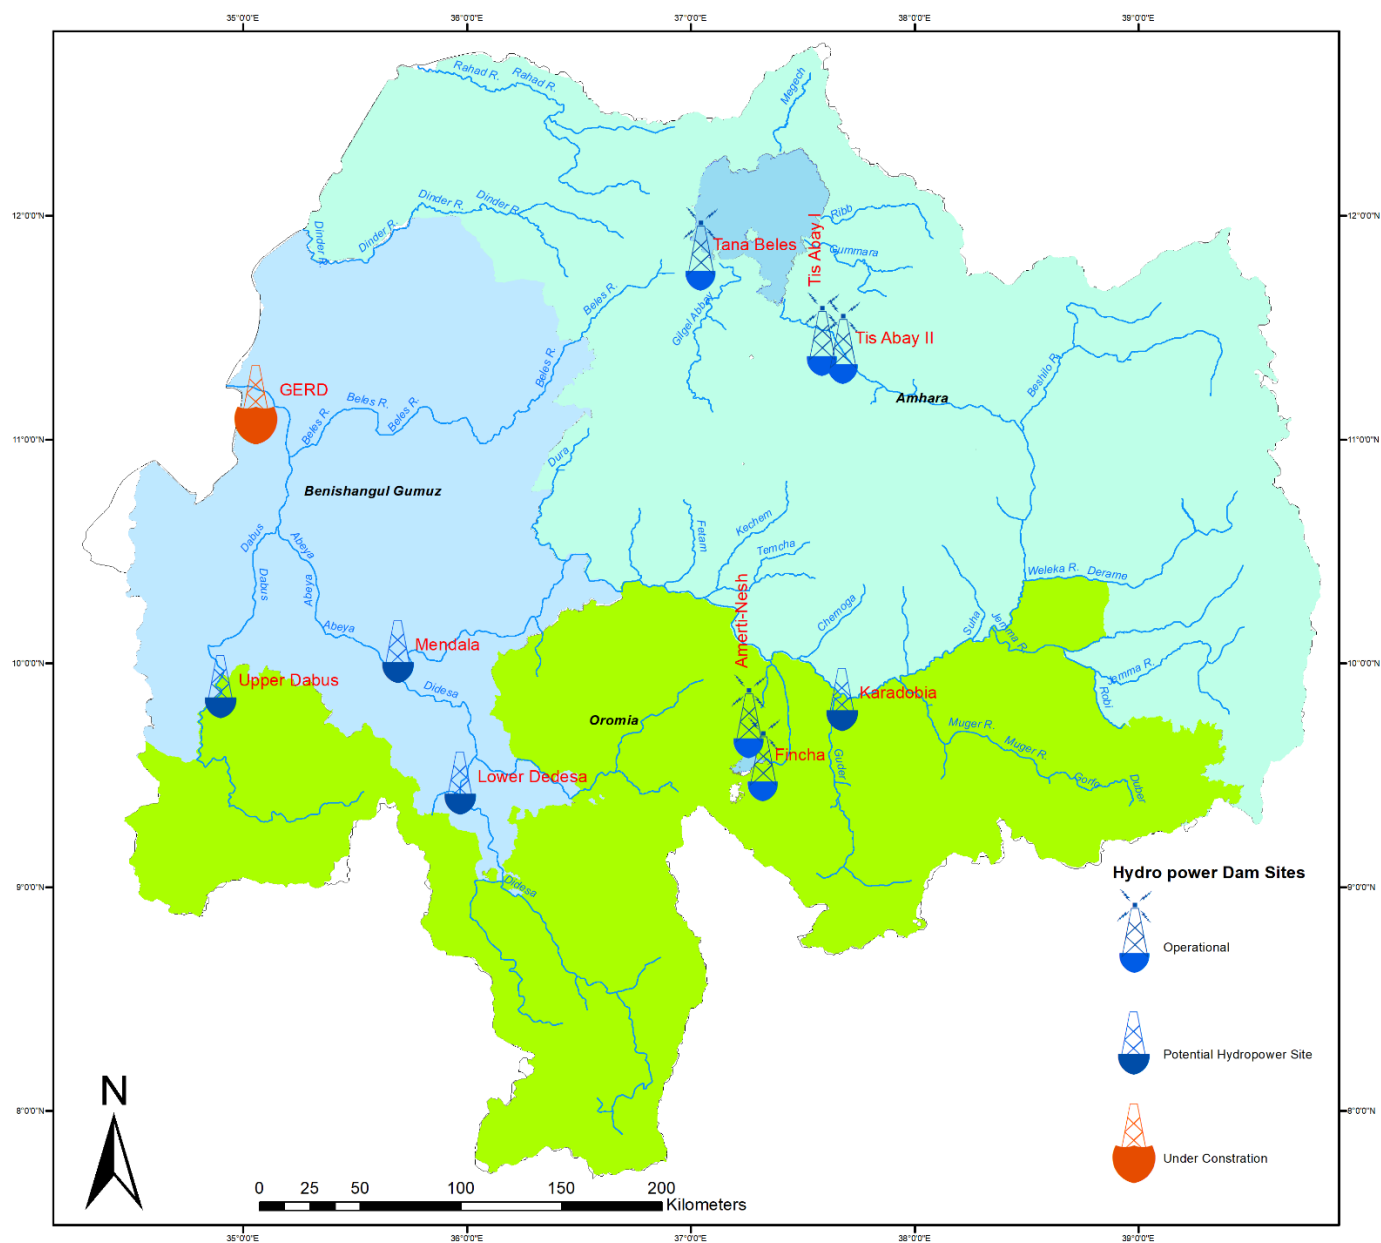 35°0'0"E
36°0'0"E
37°0'0"E
38°0'0"E
39°0'0"E
Rahad R.
Rahad R.
Megech
12°0'0"N
12°0'0"N
Dinder R.
Dinder R.
Dinder R.
Dinder R.
Ribb
Tana Beles
Tis Abay I
Gummara
Beles R.
Gilgel Abbay
Tis Abay II
Beles R.
Beshilo R.
GERD
Amhara
Beles R.
Beles R.
Beles R.
11°0'0"N
11°0'0"N
Dura
Benishangul Gumuz
Kechem
Fetam
Dabus
Abeya
Temcha
Dabus
Abeya
Weleka R.
Derame
Amerti-Nesh
Chemoga
Suha
Jemma R.
Abeya
Mendala
10°0'0"N
10°0'0"N
Jemma R.
Upper Dabus
Didesa
Karadobia
Robi
Oromia
Muger R.
Muger R.
Fincha
Guder
Lower Dedesa
Gorfo
Duber
9°0'0"N
9°0'0"N
Didesa
Hydro power Dam Sites
Operational
Potential Hydropower Site
Under Constration
8°0'0"N
8°0'0"N
N
0 25 50 100 150 200
Kilometers
35°0'0"E
36°0'0"E
37°0'0"E
38°0'0"E
39°0'0"E